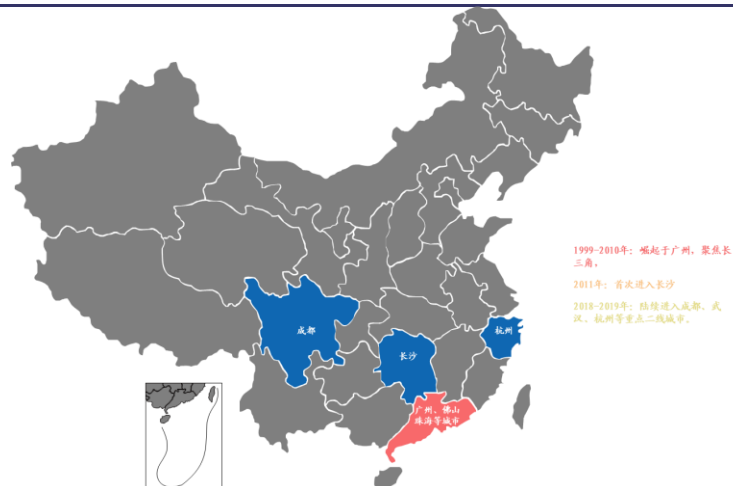 1999-2010年：崛起于广州，聚焦长
三角。
2011年：首次进入长沙
2018-2019年：陆续进入成都、武
汉、杭州等重点二线城市。
成都
杭州
长沙
广州、佛山
珠海等城市